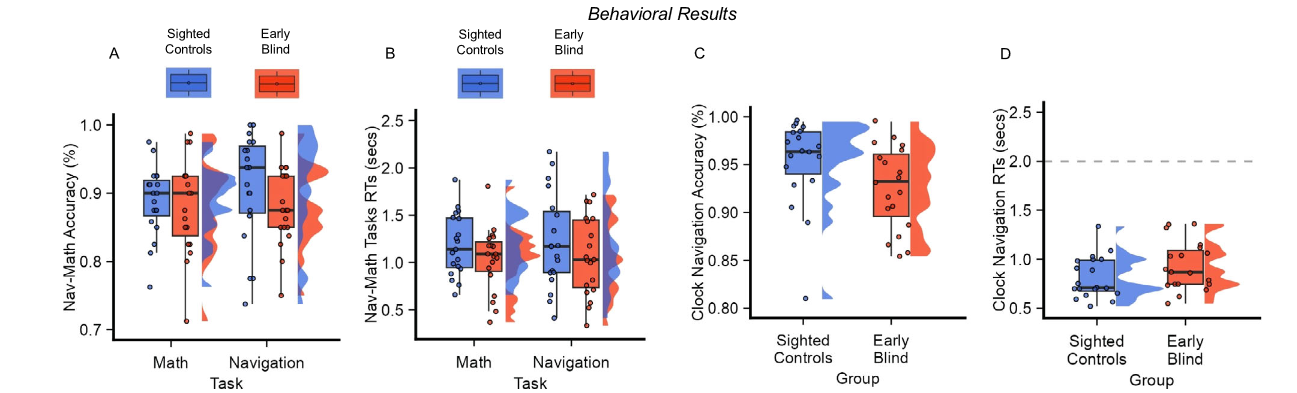 Behavioral Results
A
Sighted
Controls
Early
Blind
Nav-Math Accuracy (%)
1.0
0.9
0.8
0.7
Math
Navigation
Task
B
Sighted
Controls
Early
Blind
Nav-Math Tasks RTs (secs)
2.5
2.0
1.5
1.0
0.5
Math
Navigation
Task
C
Clock Navigation Accuracy (%)
1.00
0.95
0.90
0.85
0.80
Sighted
Controls
Early
Blind
Group
D
Clock Navigation RTs (secs)
2.5
2.0
1.5
1.0
0.5
Sighted
Controls
Early
Blind
Group